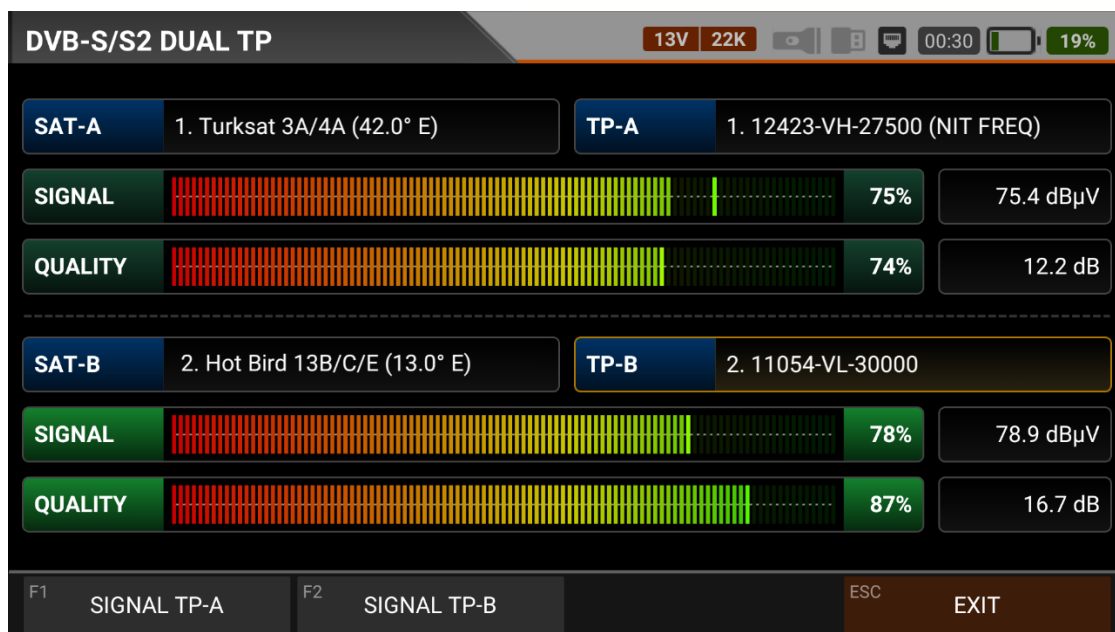 DVB-S/S2 DUAL TP 13V 22K 00:30 19%
SAT-A 1. Turksat 3A/4A (42.0° E) TP-A 1. 12423-VH-27500 (NIT FREQ)
SIGNAL 75% 75.4 dBµV
QUALITY 74% 12.2 dB
SAT-B 2. Hot Bird 13B/C/E (13.0° E) TP-B 2. 11054-VL-30000
SIGNAL 78% 78.9 dBµV
QUALITY 87% 16.7 dB
F1 SIGNAL TP-A F2 SIGNAL TP-B ESC EXIT